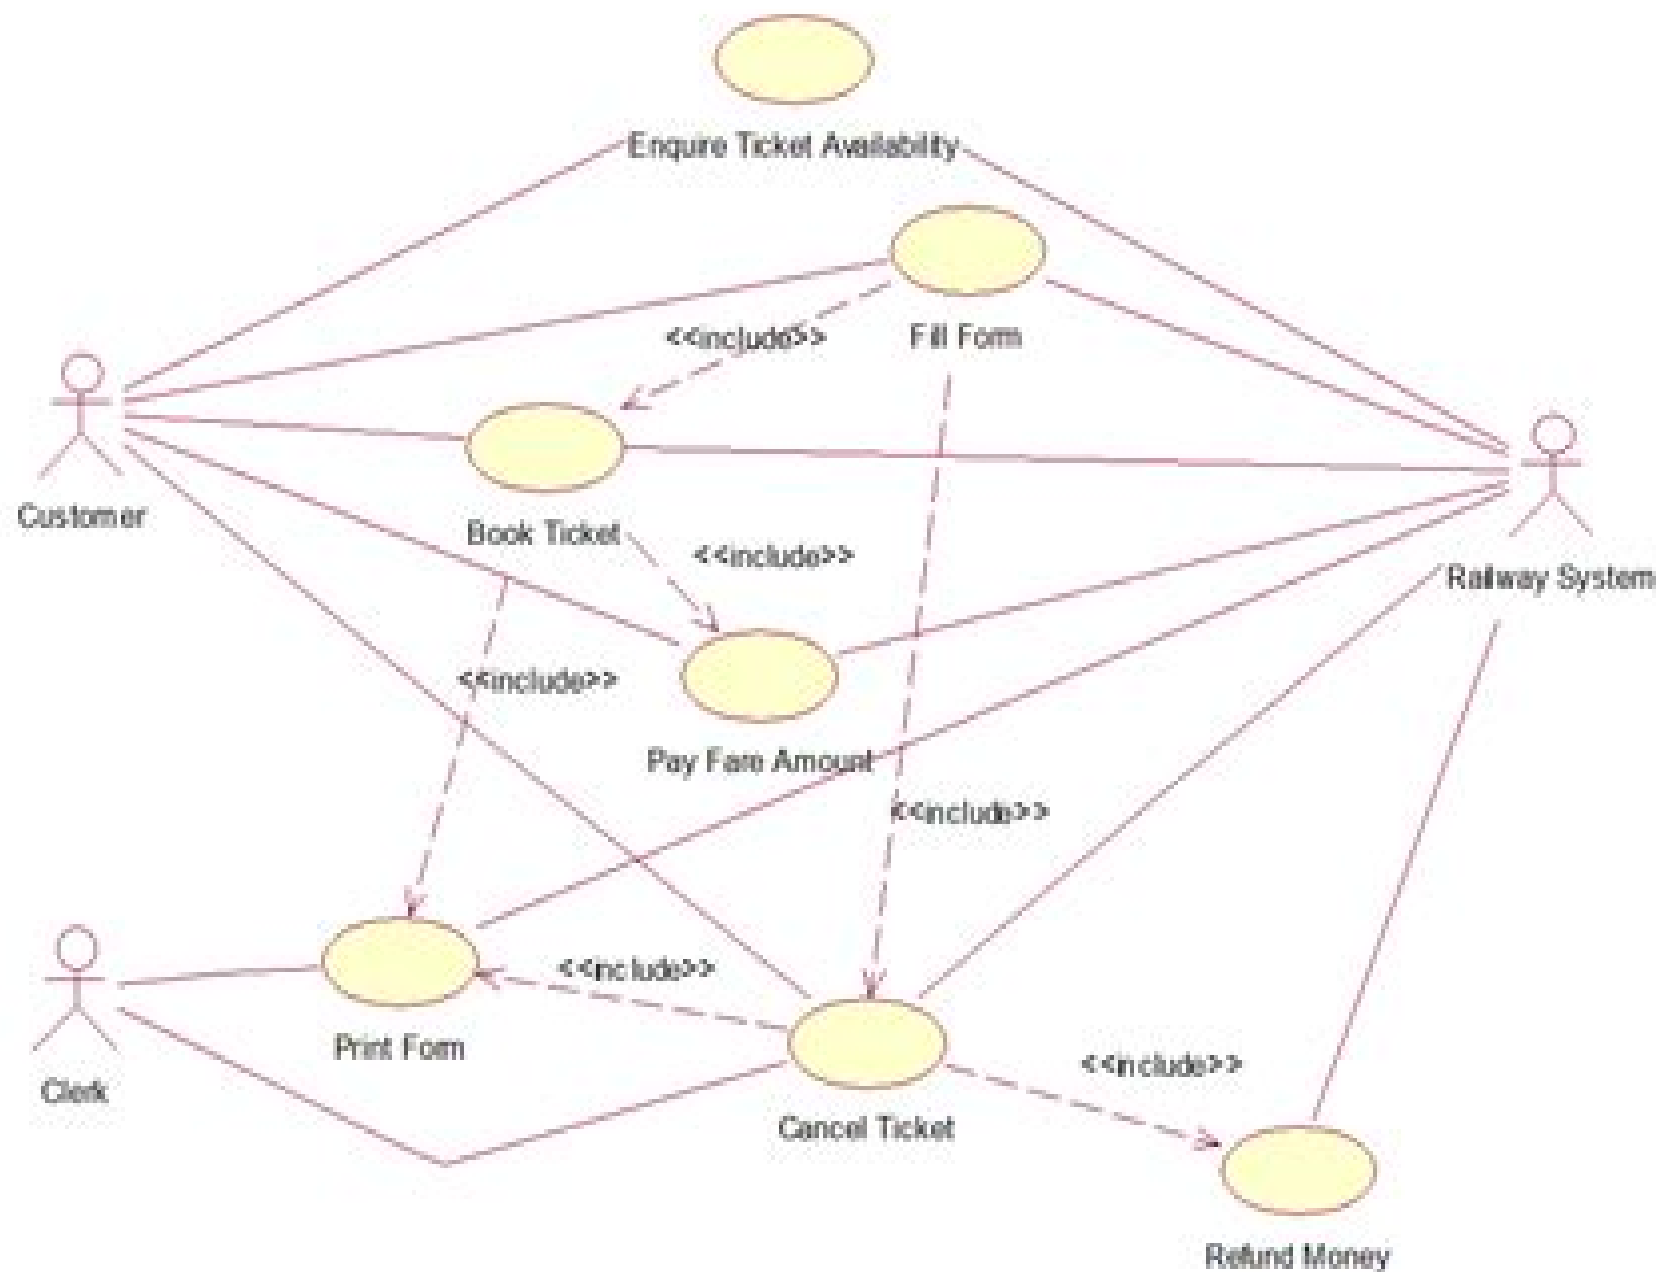 Enquire Ticket Availability
<<include>>
Fill Form
Customer
Book Ticket
<<include>>
Railway System
<<include>>
Pay Fare Amount
<<include>>
<<include>>
Print Form
Clerk
<<include>>
Cancel Ticket
Refund Money